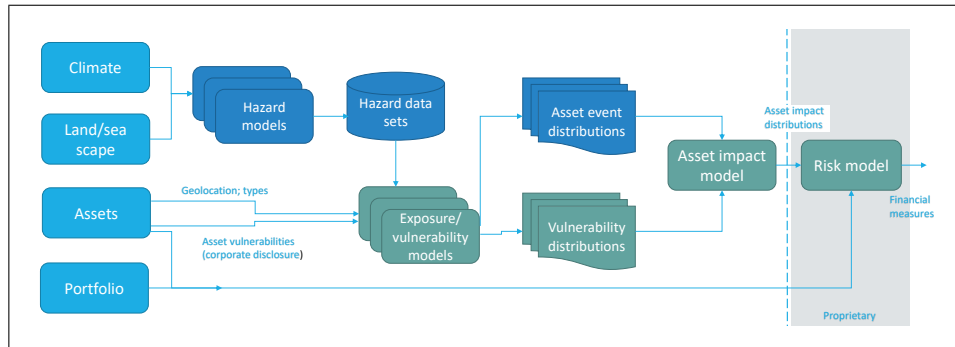 Climate
Land/sea
scape
Assets
Portfolio
Hazard
models
Hazard data
sets
Geolocation; types
Asset vulnerabilities
(corporate disclosure)
Exposure/
vulnerability
models
Asset event
distributions
Vulnerability
distributions
Asset impact
model
Asset impact
distributions
Risk model
Financial
measures
Proprietary